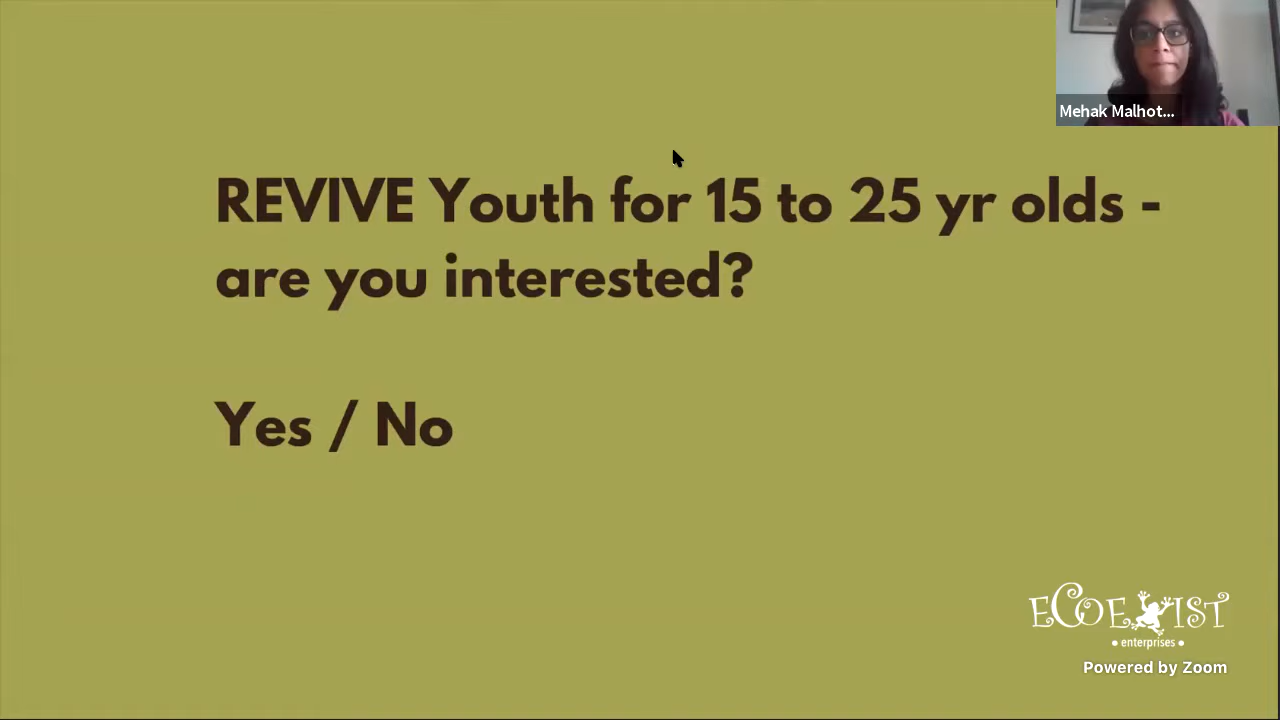 Mehak Malhot...
REVIVE Youth for 15 to 25 yr olds -
are you interested?
Yes / No
eCOEXIST
• enterprises •
Powered by Zoom